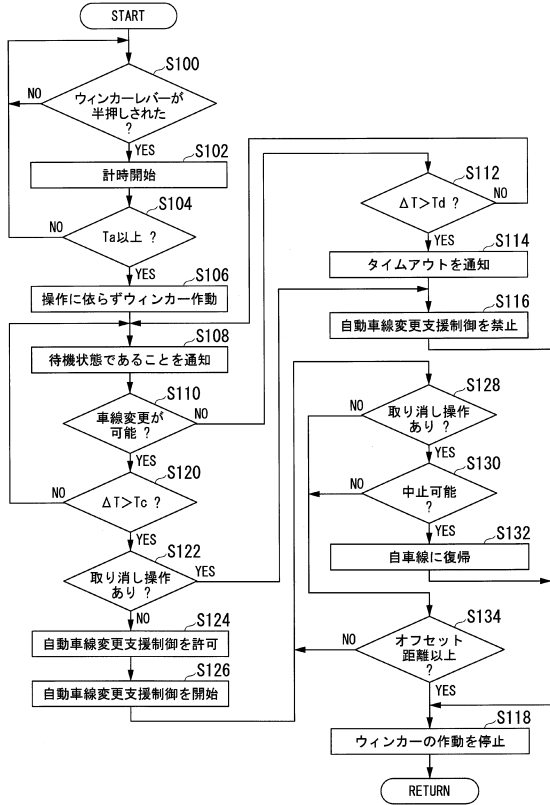 START
S100
ウィンカーレバーが
半押しされた
?
NO
YES
S102
計時開始
S104
Ta以上 ?
NO
YES
S106
操作に依らずウィンカー作動
S108
待機状態であることを通知
S110
車線変更が
可能 ?
NO
YES
S120
ΔT>Tc ?
NO
YES
S122
取り消し操作
あり ?
YES
NO
S124
自動車線変更支援制御を許可
S126
自動車線変更支援制御を開始
S112
ΔT>Td ?
NO
YES
S114
タイムアウトを通知
S116
自動車線変更支援制御を禁止
S128
取り消し操作
あり ?
NO
YES
S130
中止可能
?
NO
YES
S132
自車線に復帰
S134
オフセット
距離以上
?
NO
YES
S118
ウィンカーの作動を停止
RETURN